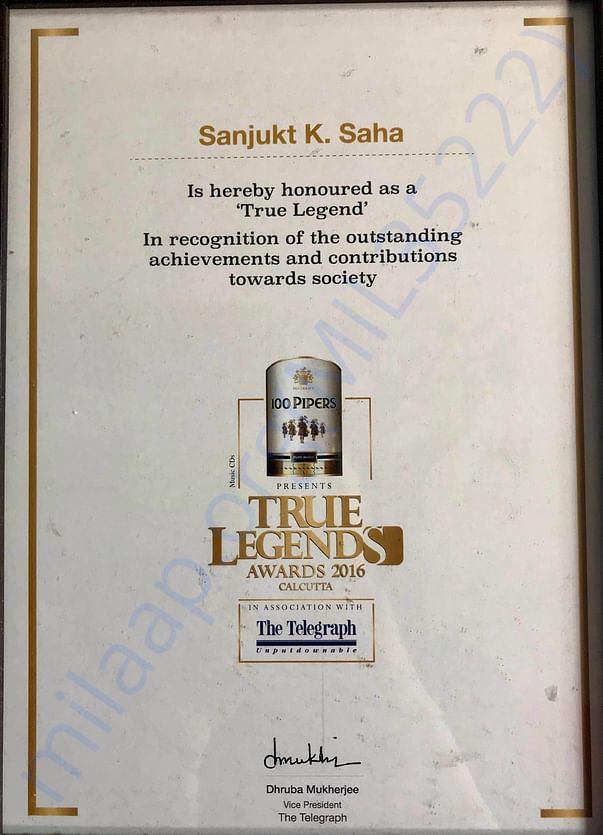 Sanjukt K. Saha
Is hereby honoured as a
‘True Legend’
In recognition of the outstanding
achievements and contributions
towards society
100 PIPERS
Music CDs
PRESENTS
TRUE
LEGENDS
AWARDS 2016
CALCUTTA
IN ASSOCIATION WITH
The Telegraph
Unputdownable
Dhruba Mukherjee
Vice President
The Telegraph